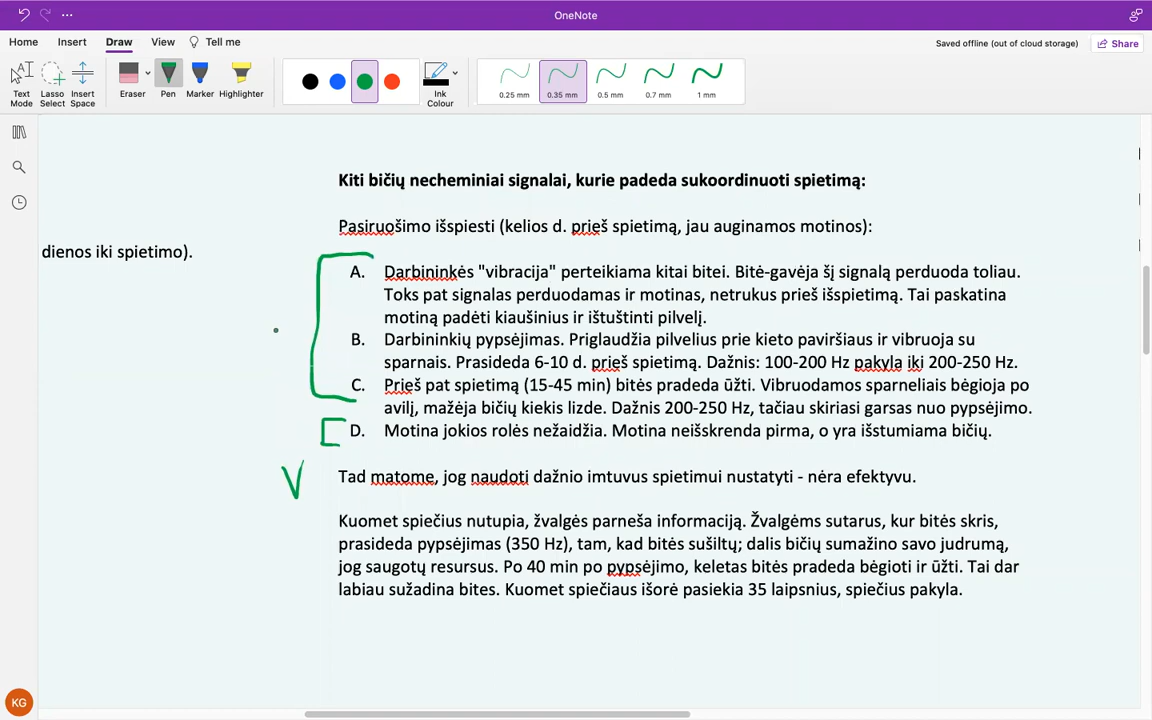 OneNote
Home Insert Draw View Tell me
Saved offline (out of cloud storage) Share
Text Mode
Lasso Select
Insert Space
Eraser
Pen
Marker
Highlighter
Ink Colour
0.25 mm
0.35 mm
0.5 mm
0.7 mm
1 mm
dienos iki spietimo).
Kiti bičių necheminiai signalai, kurie padeda sukoordinuoti spietimą:
Pasiruošimo išspiesti (kelios d. prieš spietimą, jau auginamos motinos):
A. Darbininkės "vibracija" perteikiama kitai bitei. Bitė-gavėja šį signalą perduoda toliau.
Toks pat signalas perduodamas ir motinas, netrukus prieš išspietimą. Tai paskatina
motiną padėti kiaušinius ir ištuštinti pilvelį.
B. Darbininkių pypsėjimas. Priglaudžia pilvelius prie kieto paviršiaus ir vibruoja su
sparnais. Prasideda 6-10 d. prieš spietimą. Dažnis: 100-200 Hz pakyla iki 200-250 Hz.
C. Prieš pat spietimą (15-45 min) bitės pradeda ūžti. Vibruodamos sparneliais bėgioja po
avilį, mažėja bičių kiekis lizde. Dažnis 200-250 Hz, tačiau skiriasi garsas nuo pypsėjimo.
D. Motina jokios rolės nežaidžia. Motina neišskrenda pirma, o yra išstumiama bičių.
V
Tad matome, jog naudoti dažnio imtuvus spietimui nustatyti - nėra efektyvu.
Kuomet spiečius nutupia, žvalgės parneša informaciją. Žvalgėms sutarus, kur bitės skris,
prasideda pypsėjimas (350 Hz), tam, kad bitės sušiltų; dalis bičių sumažino savo judrumą,
jog saugotų resursus. Po 40 min po pypsėjimo, keletas bitės pradeda bėgioti ir ūžti. Tai dar
labiau sužadina bites. Kuomet spiečiaus išorė pasiekia 35 laipsnius, spiečius pakyla.
KG